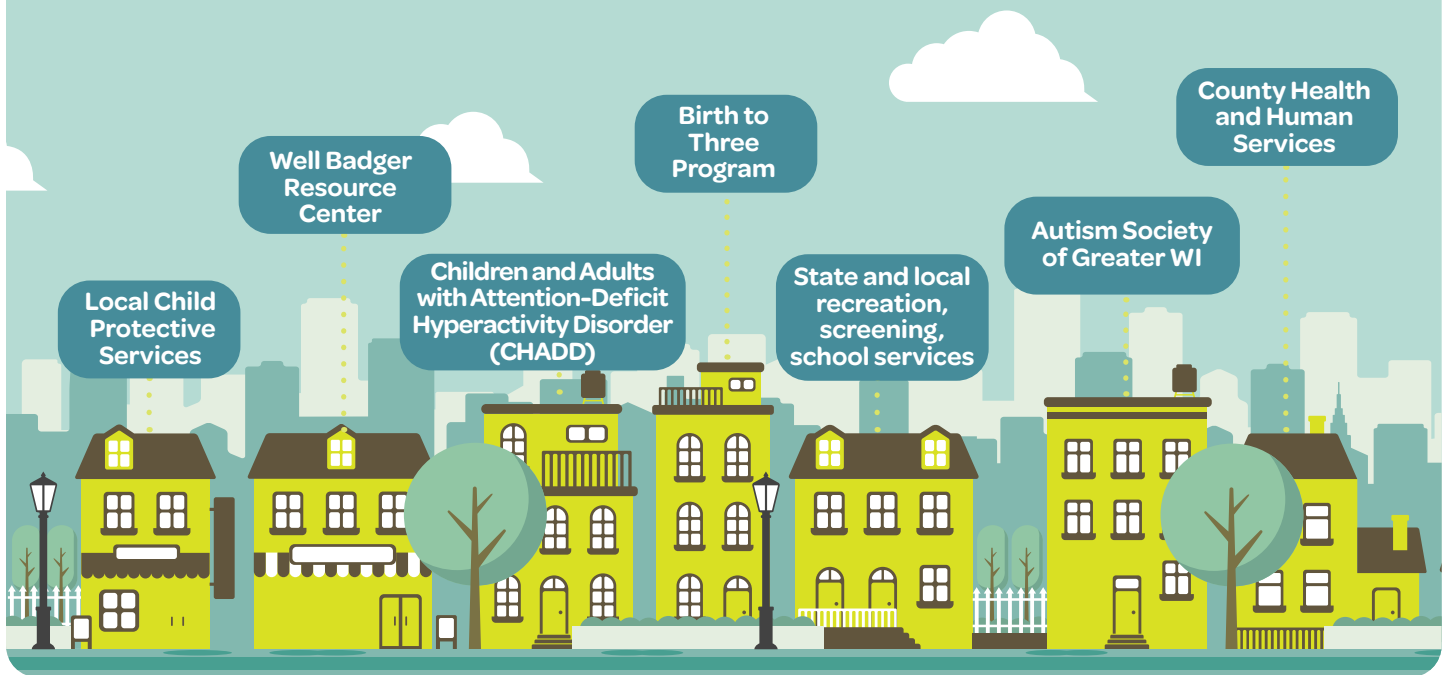 Local Child
Protective
Services
Well Badger
Resource
Center
Children and Adults
with Attention-Deficit
Hyperactivity Disorder
(CHADD)
Birth to
Three
Program
State and local
recreation,
screening,
school services
Autism Society
of Greater WI
County Health
and Human
Services